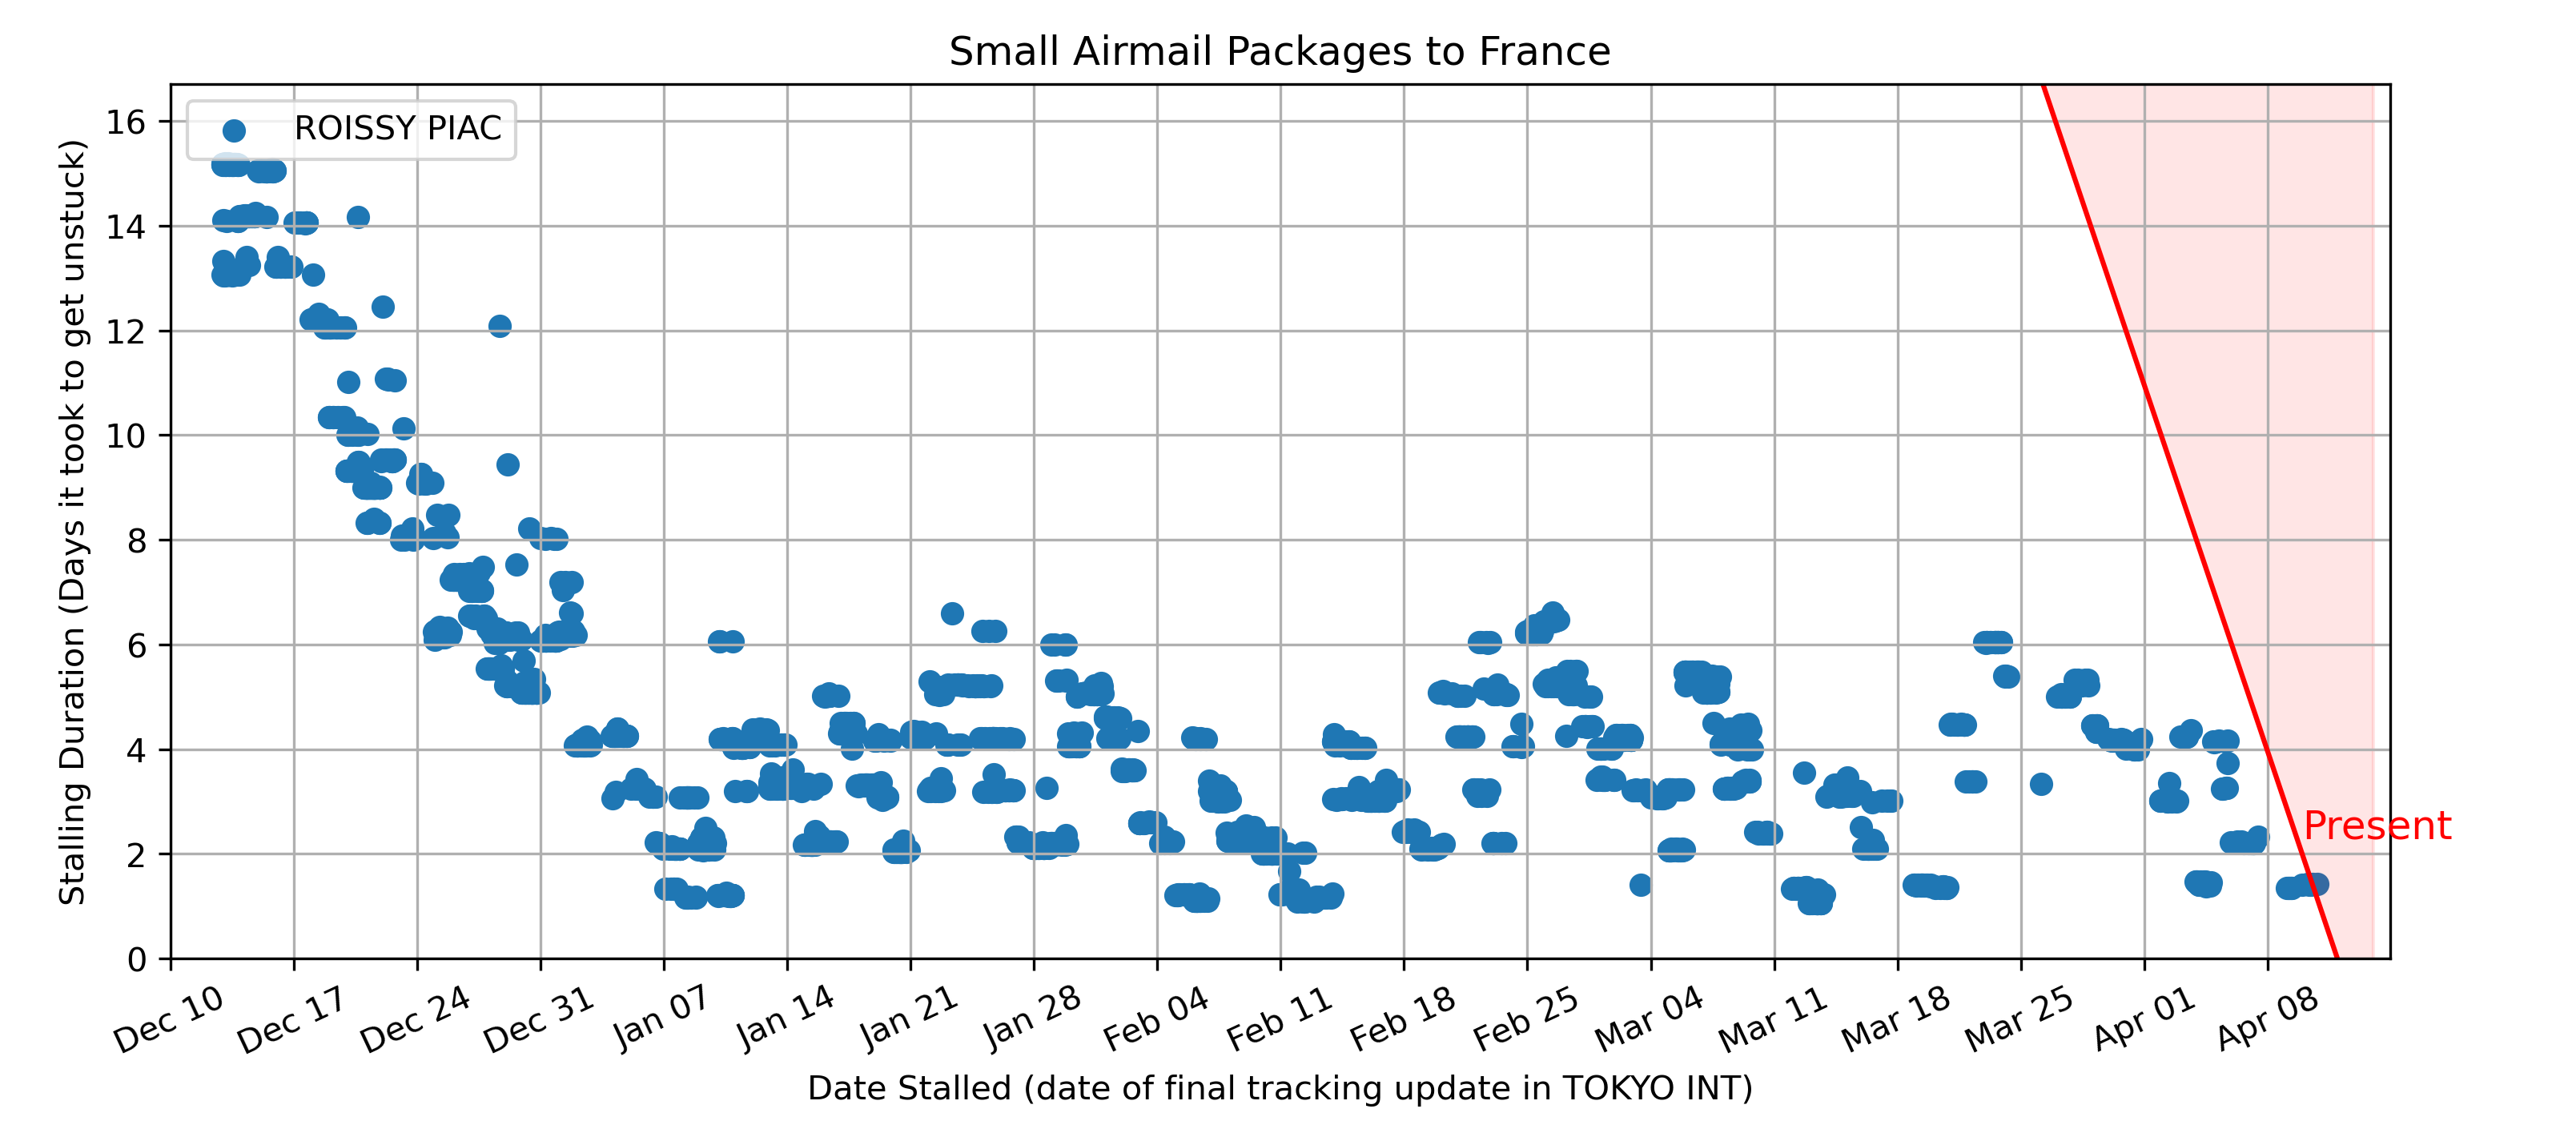 Small Airmail Packages to France
ROISSY PIAC
Stalling Duration (Days it took to get unstuck)
16
14
12
10
8
6
4
2
0
Present
Dec 10
Dec 17
Dec 24
Dec 31
Jan 07
Jan 14
Jan 21
Jan 28
Feb 04
Feb 11
Feb 18
Feb 25
Mar 04
Mar 11
Mar 18
Mar 25
Apr 01
Apr 08
Date Stalled (date of final tracking update in TOKYO INT)